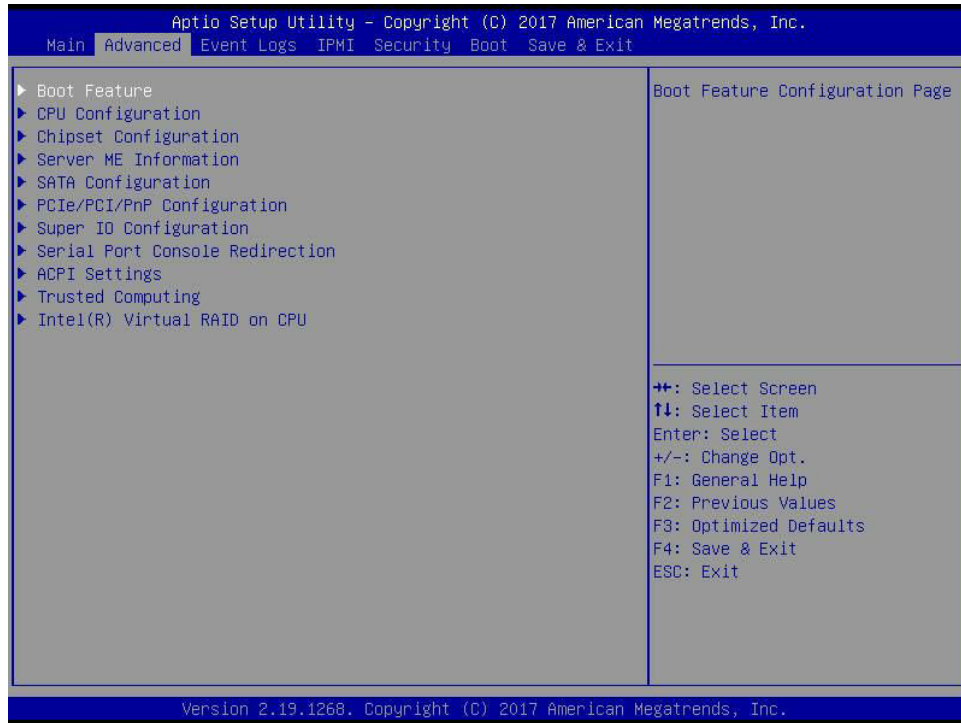 Aptio Setup Utility – Copyright (C) 2017 American Megatrends, Inc.
Main Advanced Event Logs IPMI Security Boot Save & Exit
▶ Boot Feature
▶ CPU Configuration
▶ Chipset Configuration
▶ Server ME Information
▶ SATA Configuration
▶ PCIe/PCI/PnP Configuration
▶ Super IO Configuration
▶ Serial Port Console Redirection
▶ ACPI Settings
▶ Trusted Computing
▶ Intel(R) Virtual RAID on CPU
Boot Feature Configuration Page
→←: Select Screen
↑↓: Select Item
Enter: Select
+/-: Change Opt.
F1: General Help
F2: Previous Values
F3: Optimized Defaults
F4: Save & Exit
ESC: Exit
Version 2.19.1268. Copyright (C) 2017 American Megatrends, Inc.